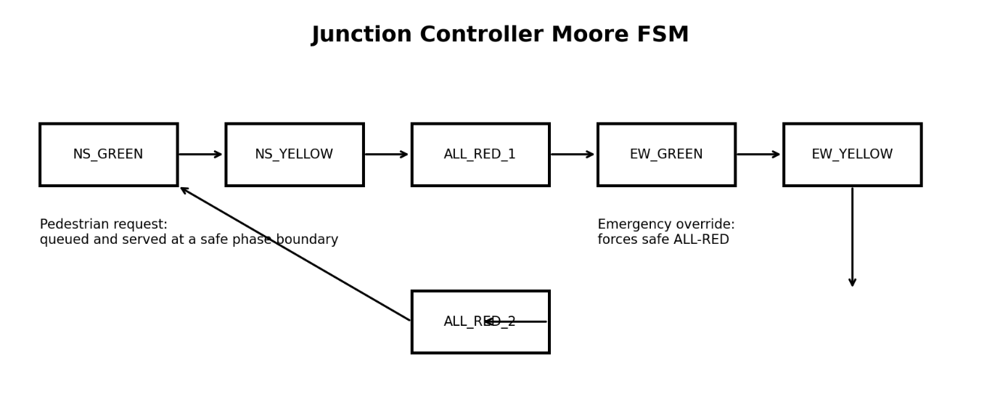 Junction Controller Moore FSM
NS_GREEN
NS_YELLOW
ALL_RED_1
EW_GREEN
EW_YELLOW
Pedestrian request:
queued and served at a safe phase boundary
Emergency override:
forces safe ALL-RED
ALL_RED_2